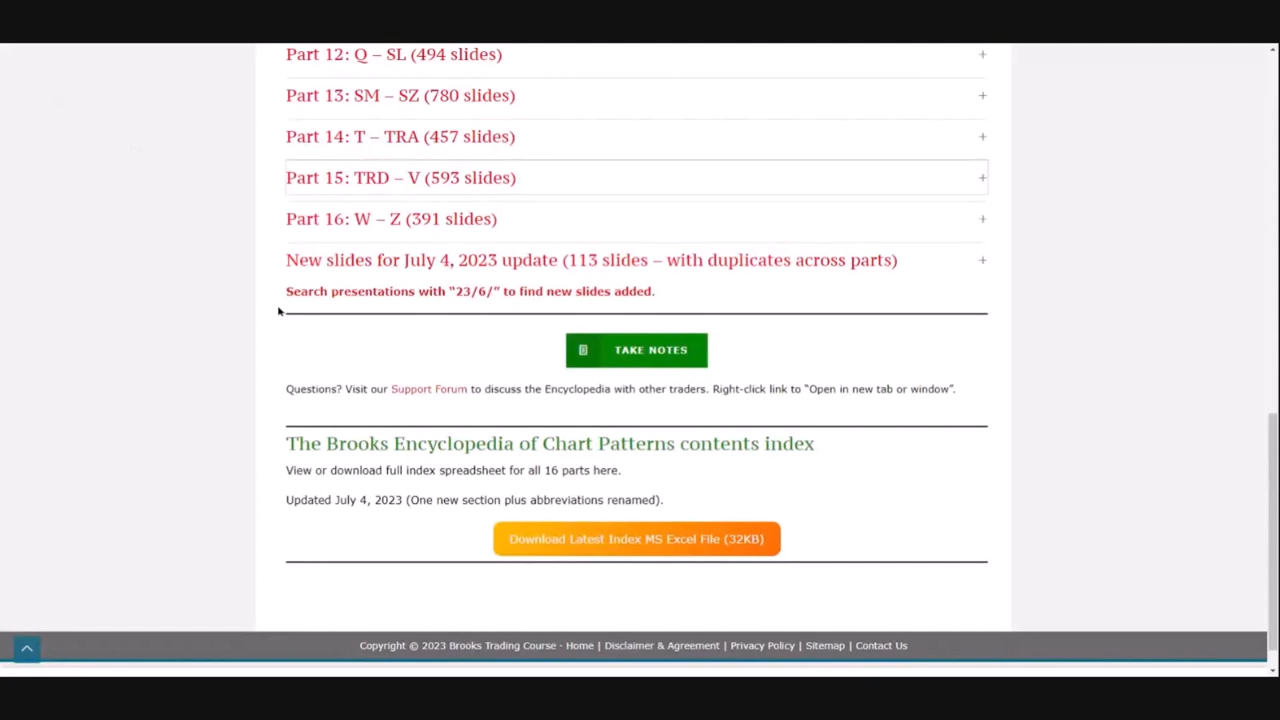 Part 12: Q – SL (494 slides)
+
Part 13: SM – SZ (780 slides)
+
Part 14: T – TRA (457 slides)
+
Part 15: TRD – V (593 slides)
+
Part 16: W – Z (391 slides)
+
New slides for July 4, 2023 update (113 slides – with duplicates across parts)
+
Search presentations with “23/6/” to find new slides added.
TAKE NOTES
Questions? Visit our Support Forum to discuss the Encyclopedia with other traders. Right-click link to “Open in new tab or window”.
The Brooks Encyclopedia of Chart Patterns contents index
View or download full index spreadsheet for all 16 parts here.
Updated July 4, 2023 (One new section plus abbreviations renamed).
Download Latest Index MS Excel File (32KB)
Copyright © 2023 Brooks Trading Course - Home | Disclaimer & Agreement | Privacy Policy | Sitemap | Contact Us